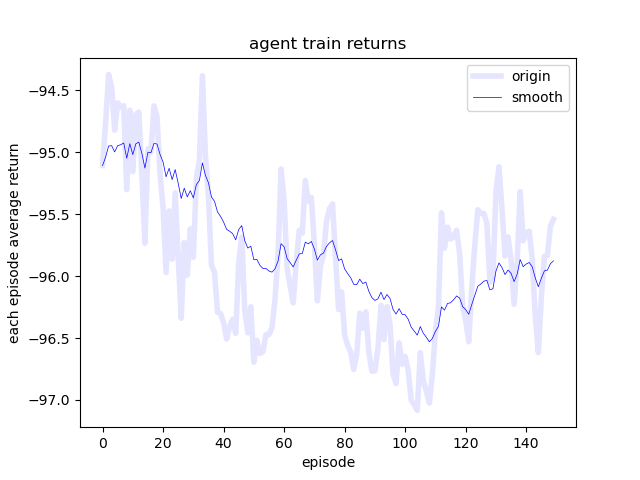 agent train returns
origin
smooth
each episode average return
−94.5
−95.0
−95.5
−96.0
−96.5
−97.0
0 20 40 60 80 100 120 140
episode